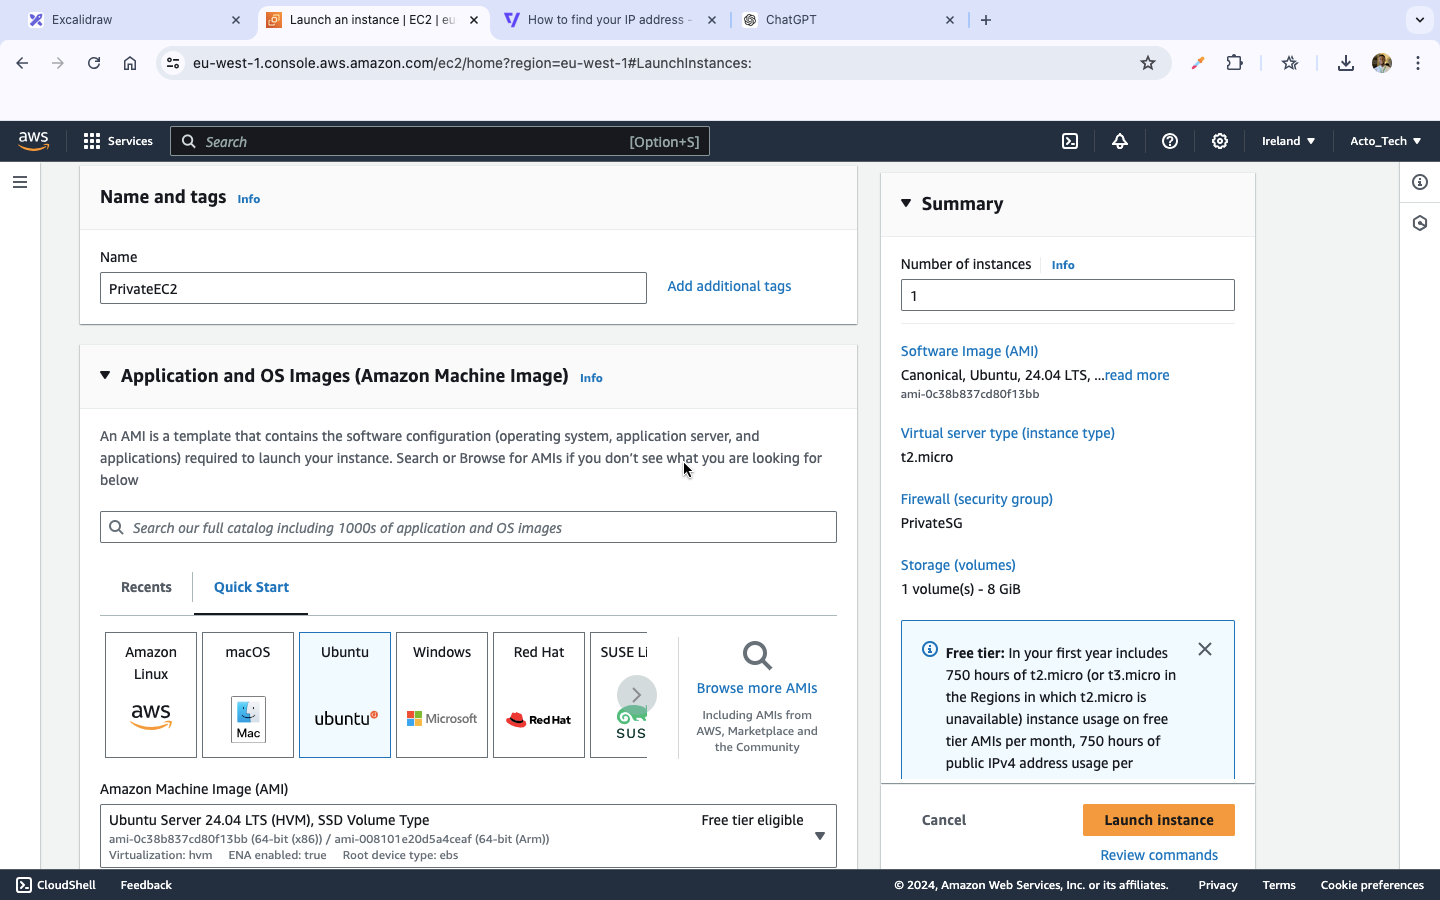 Excalidraw
Launch an instance | EC2 | eu
How to find your IP address -
ChatGPT
eu-west-1.console.aws.amazon.com/ec2/home?region=eu-west-1#LaunchInstances:
aws
Services
Search
[Option+S]
Ireland
Acto_Tech
Name and tags Info
Name
PrivateEC2
Add additional tags
Application and OS Images (Amazon Machine Image) Info
An AMI is a template that contains the software configuration (operating system, application server, and
applications) required to launch your instance. Search or Browse for AMIs if you don't see what you are looking for
below
Search our full catalog including 1000s of application and OS images
Recents
Quick Start
Amazon
Linux
aws
macOS
Mac
Ubuntu
ubuntu
Windows
Microsoft
Red Hat
Red Hat
SUSE Li
SUS
Browse more AMIs
Including AMIs from
AWS, Marketplace and
the Community
Amazon Machine Image (AMI)
Ubuntu Server 24.04 LTS (HVM), SSD Volume Type
Free tier eligible
ami-0c38b837cd80f13bb (64-bit (x86)) / ami-008101e20d5a4ceaf (64-bit (Arm))
Virtualization: hvm ENA enabled: true Root device type: ebs
Summary
Number of instances Info
1
Software Image (AMI)
Canonical, Ubuntu, 24.04 LTS, ...read more
ami-0c38b837cd80f13bb
Virtual server type (instance type)
t2.micro
Firewall (security group)
PrivateSG
Storage (volumes)
1 volume(s) - 8 GiB
Free tier: In your first year includes
750 hours of t2.micro (or t3.micro in
the Regions in which t2.micro is
unavailable) instance usage on free
tier AMIs per month, 750 hours of
public IPv4 address usage per
Cancel
Launch instance
Review commands
CloudShell
Feedback
© 2024, Amazon Web Services, Inc. or its affiliates.
Privacy
Terms
Cookie preferences